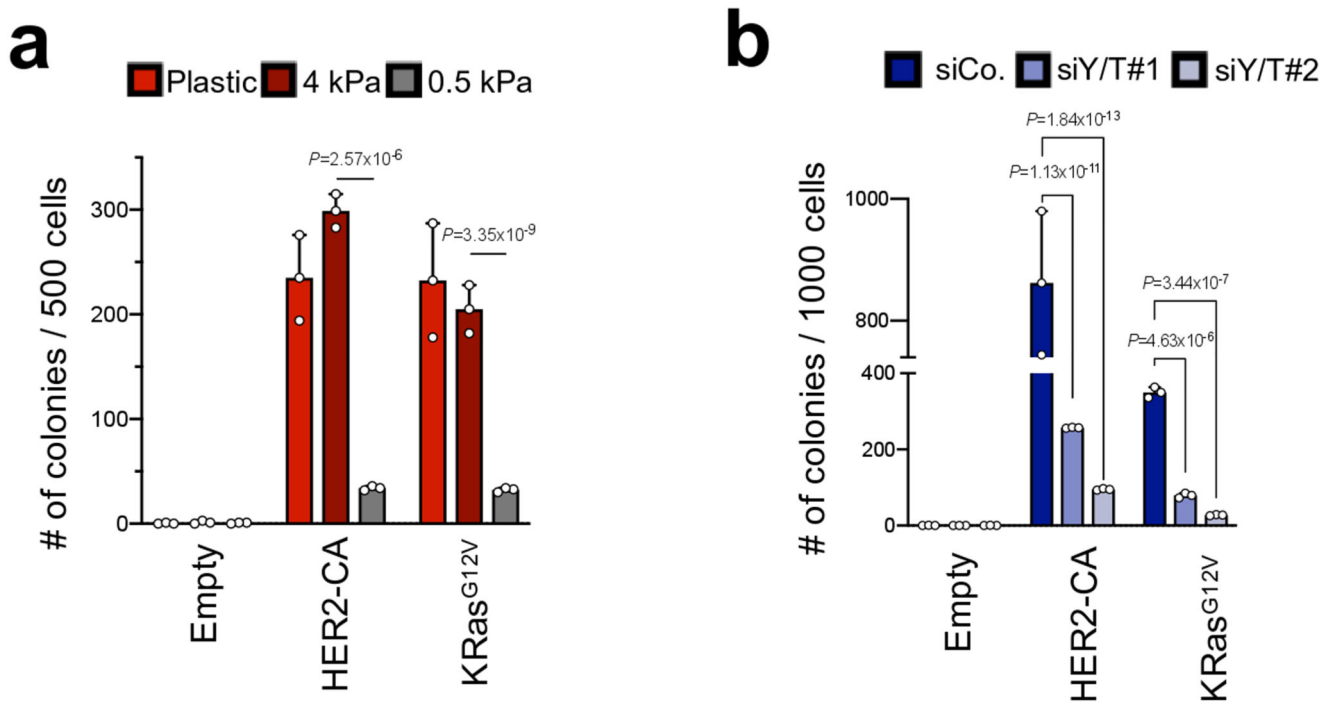 a
Plastic 4 kPa 0.5 kPa
# of colonies / 500 cells
300
200
100
0
P=2.57x10-6
P=3.35x10-9
Empty
HER2-CA
KRasG12V
b
siCo. siY/T#1 siY/T#2
# of colonies / 1000 cells
1000
800
400
200
0
P=1.84x10-13
P=1.13x10-11
P=3.44x10-7
P=4.63x10-6
Empty
HER2-CA
KRasG12V